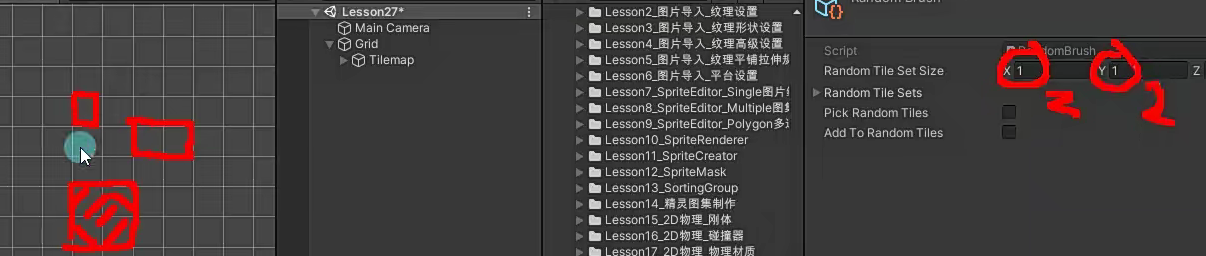 Lesson27*
Main Camera
Grid
Tilemap
Lesson2_图片导入_纹理设置
Lesson3_图片导入_纹理形状设置
Lesson4_图片导入_纹理高级设置
Lesson5_图片导入_纹理平铺拉伸
Lesson6_图片导入_平台设置
Lesson7_SpriteEditor_Single图片
Lesson8_SpriteEditor_Multiple图集
Lesson9_SpriteEditor_Polygon多边
Lesson10_SpriteRenderer
Lesson11_SpriteCreator
Lesson12_SpriteMask
Lesson13_SortingGroup
Lesson14_精灵图集制作
Lesson15_2D物理_刚体
Lesson16_2D物理_碰撞器
Lesson17_2D物理_物理材质
Random Brush
Script RandomBrush
Random Tile Set Size X 1 Y 1 Z
3 2
Random Tile Sets
Pick Random Tiles
Add To Random Tiles